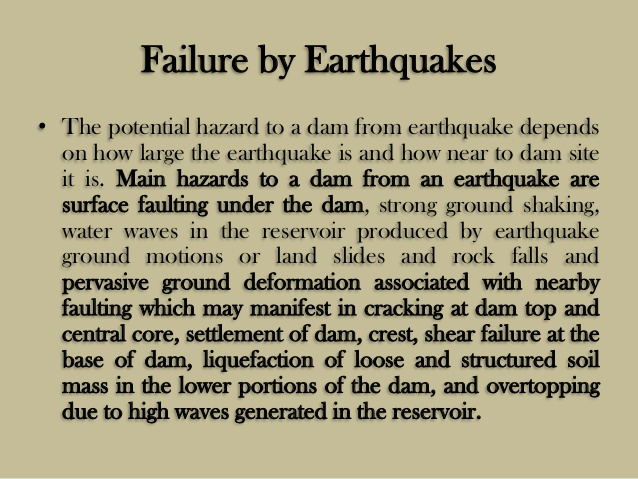 Failure by Earthquakes
• The potential hazard to a dam from earthquake depends
on how large the earthquake is and how near to dam site
it is. Main hazards to a dam from an earthquake are
surface faulting under the dam, strong ground shaking,
water waves in the reservoir produced by earthquake
ground motions or land slides and rock falls and
pervasive ground deformation associated with nearby
faulting which may manifest in cracking at dam top and
central core, settlement of dam, crest, shear failure at the
base of dam, liquefaction of loose and structured soil
mass in the lower portions of the dam, and overtopping
due to high waves generated in the reservoir.